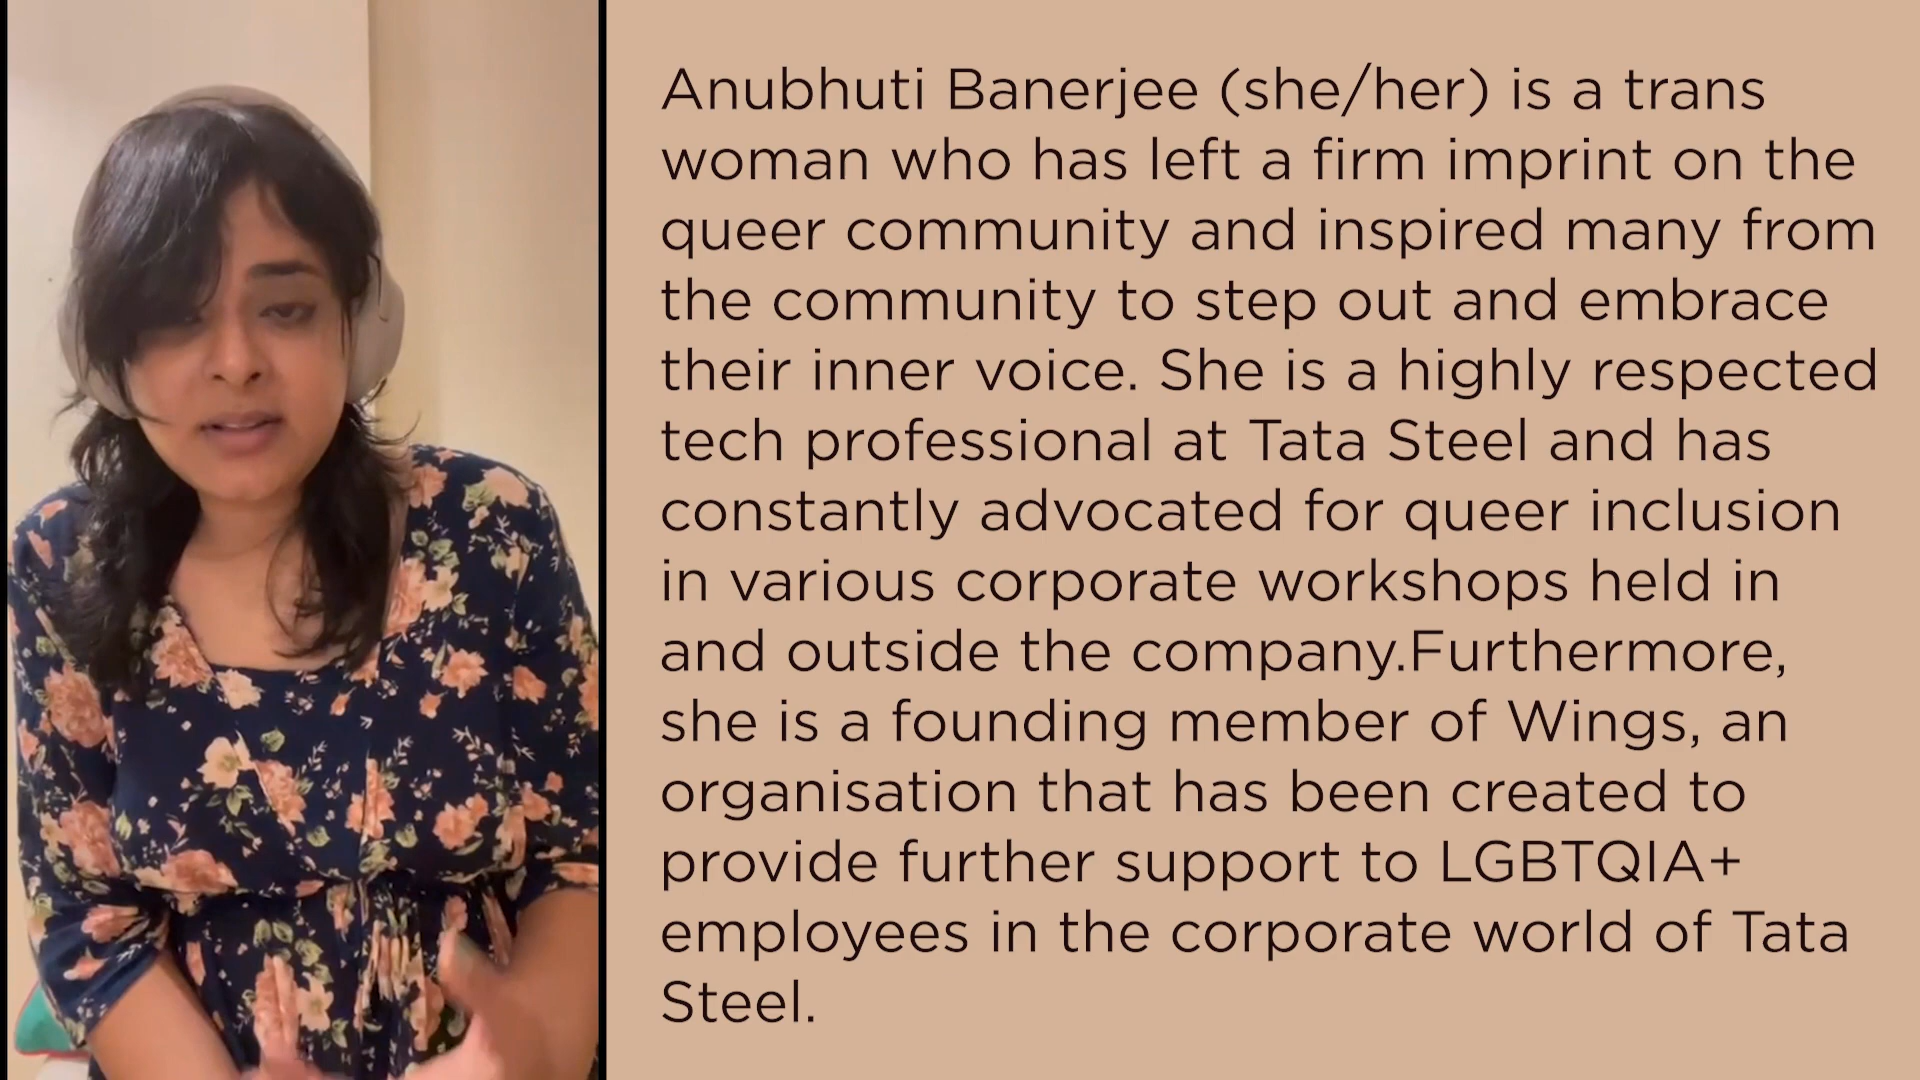 Anubhuti Banerjee (she/her) is a trans
woman who has left a firm imprint on the
queer community and inspired many from
the community to step out and embrace
their inner voice. She is a highly respected
tech professional at Tata Steel and has
constantly advocated for queer inclusion
in various corporate workshops held in
and outside the company.Furthermore,
she is a founding member of Wings, an
organisation that has been created to
provide further support to LGBTQIA+
employees in the corporate world of Tata
Steel.